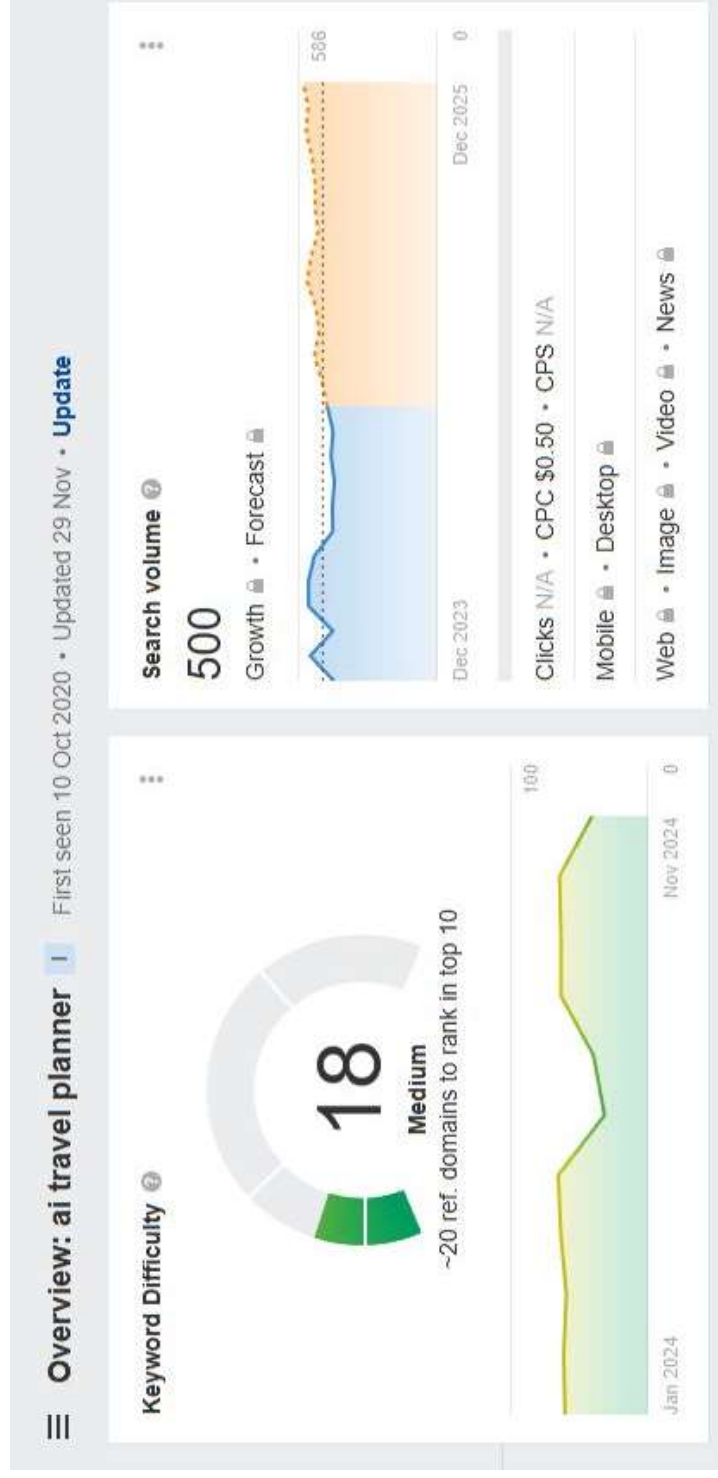 Overview: ai travel planner I First seen 10 Oct 2020 • Updated 29 Nov • Update
Keyword Difficulty ?
18
Medium
~20 ref. domains to rank in top 10
100
0
Jan 2024 Nov 2024
Search volume ?
500
Growth • Forecast
586
0
Dec 2023 Dec 2025
Clicks N/A • CPC $0.50 • CPS N/A
Mobile • Desktop
Web • Image • Video • News